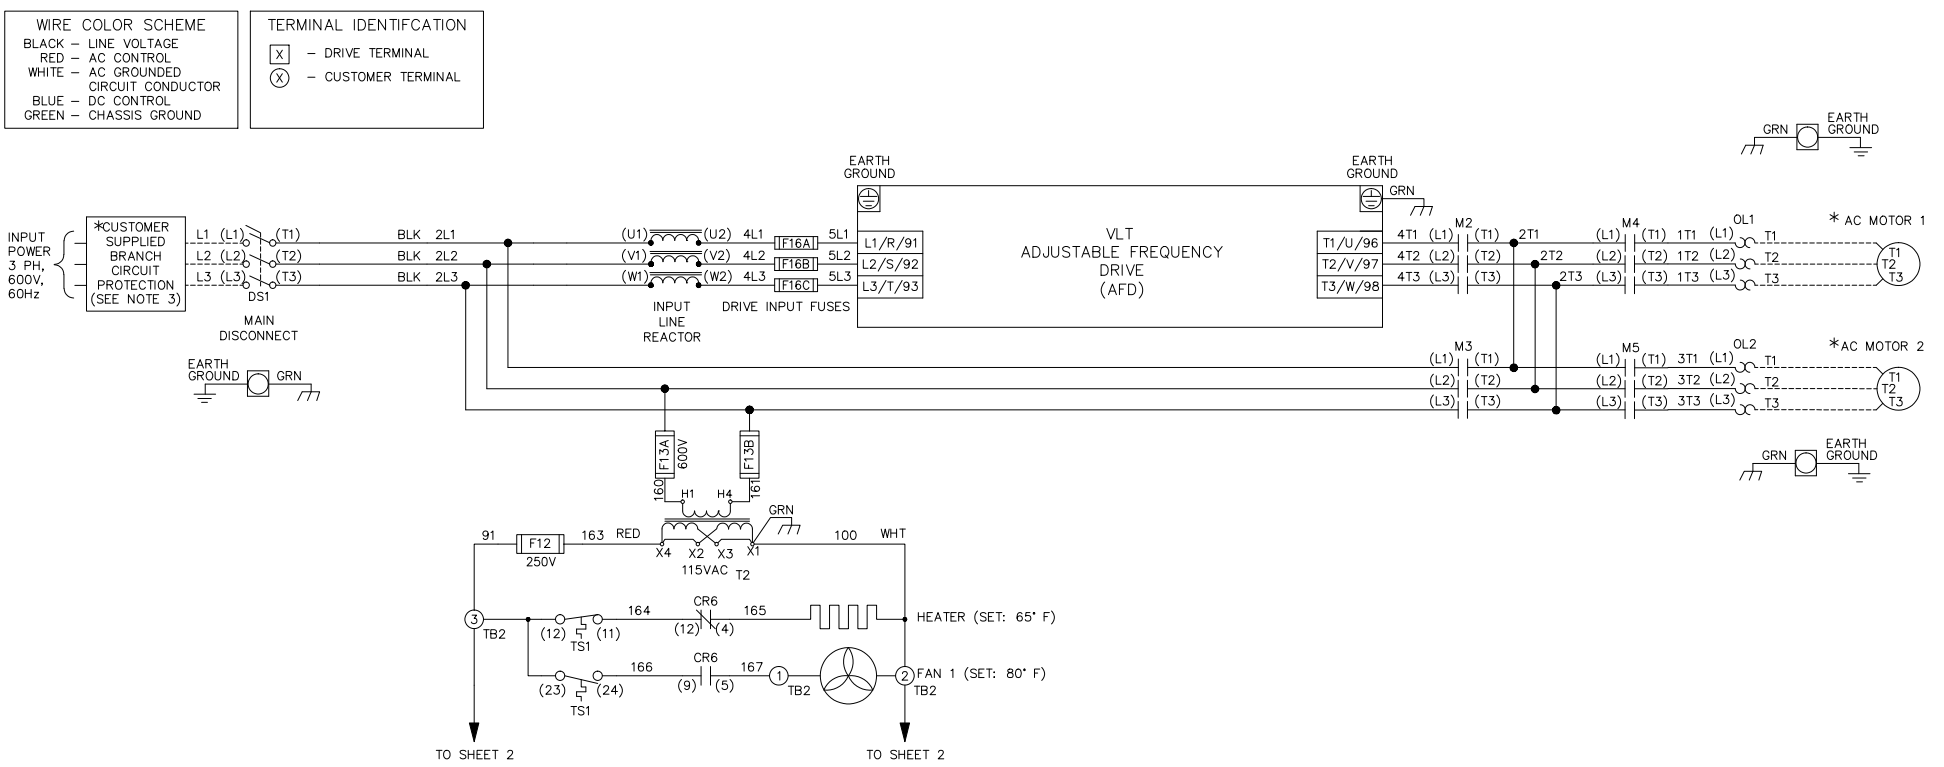 WIRE COLOR SCHEME
BLACK – LINE VOLTAGE
RED – AC CONTROL
WHITE – AC GROUNDED
CIRCUIT CONDUCTOR
BLUE – DC CONTROL
GREEN – CHASSIS GROUND
TERMINAL IDENTIFCATION
X – DRIVE TERMINAL
X – CUSTOMER TERMINAL
GRN
EARTH
GROUND
INPUT
POWER
3 PH,
600V,
60Hz
*CUSTOMER
SUPPLIED
BRANCH
CIRCUIT
PROTECTION
(SEE NOTE 3)
L1 (L1) (T1) BLK 2L1 (U1) (U2) 4L1 F16A 5L1
L2 (L2) (T2) BLK 2L2 (V1) (V2) 4L2 F16B 5L2
L3 (L3) (T3) BLK 2L3 (W1) (W2) 4L3 F16C 5L3
DS1
MAIN
DISCONNECT
INPUT
LINE
REACTOR
DRIVE INPUT FUSES
EARTH
GROUND
EARTH
GROUND
GRN
L1/R/91
L2/S/92
L3/T/93
VLT
ADJUSTABLE FREQUENCY
DRIVE
(AFD)
T1/U/96
T2/V/97
T3/W/98
M2
M4
OL1
* AC MOTOR 1
4T1 (L1) (T1) 2T1 (L1) (T1) 1T1 (L1) T1
4T2 (L2) (T2) 2T2 (L2) (T2) 1T2 (L2) T2
4T3 (L3) (T3) 2T3 (L3) (T3) 1T3 (L3) T3
T1
T2
T3
EARTH
GROUND
GRN
M3
M5
OL2
*AC MOTOR 2
(L1) (T1) (L1) (T1) 3T1 (L1) T1
(L2) (T2) (L2) (T2) 3T2 (L2) T2
(L3) (T3) (L3) (T3) 3T3 (L3) T3
T1
T2
T3
GRN
EARTH
GROUND
F13A
600V
F13B
160
161
H1 H4
GRN
91 F12 163 RED
250V
X4 X2 X3 X1
100 WHT
115VAC T2
3
TB2
(12) (11)
TS1
164
CR6
(12) (4)
165
HEATER (SET: 65° F)
(23) (24)
TS1
166
CR6
(9) (5)
167
1
TB2
2
TB2
FAN 1 (SET: 80° F)
TO SHEET 2
TO SHEET 2